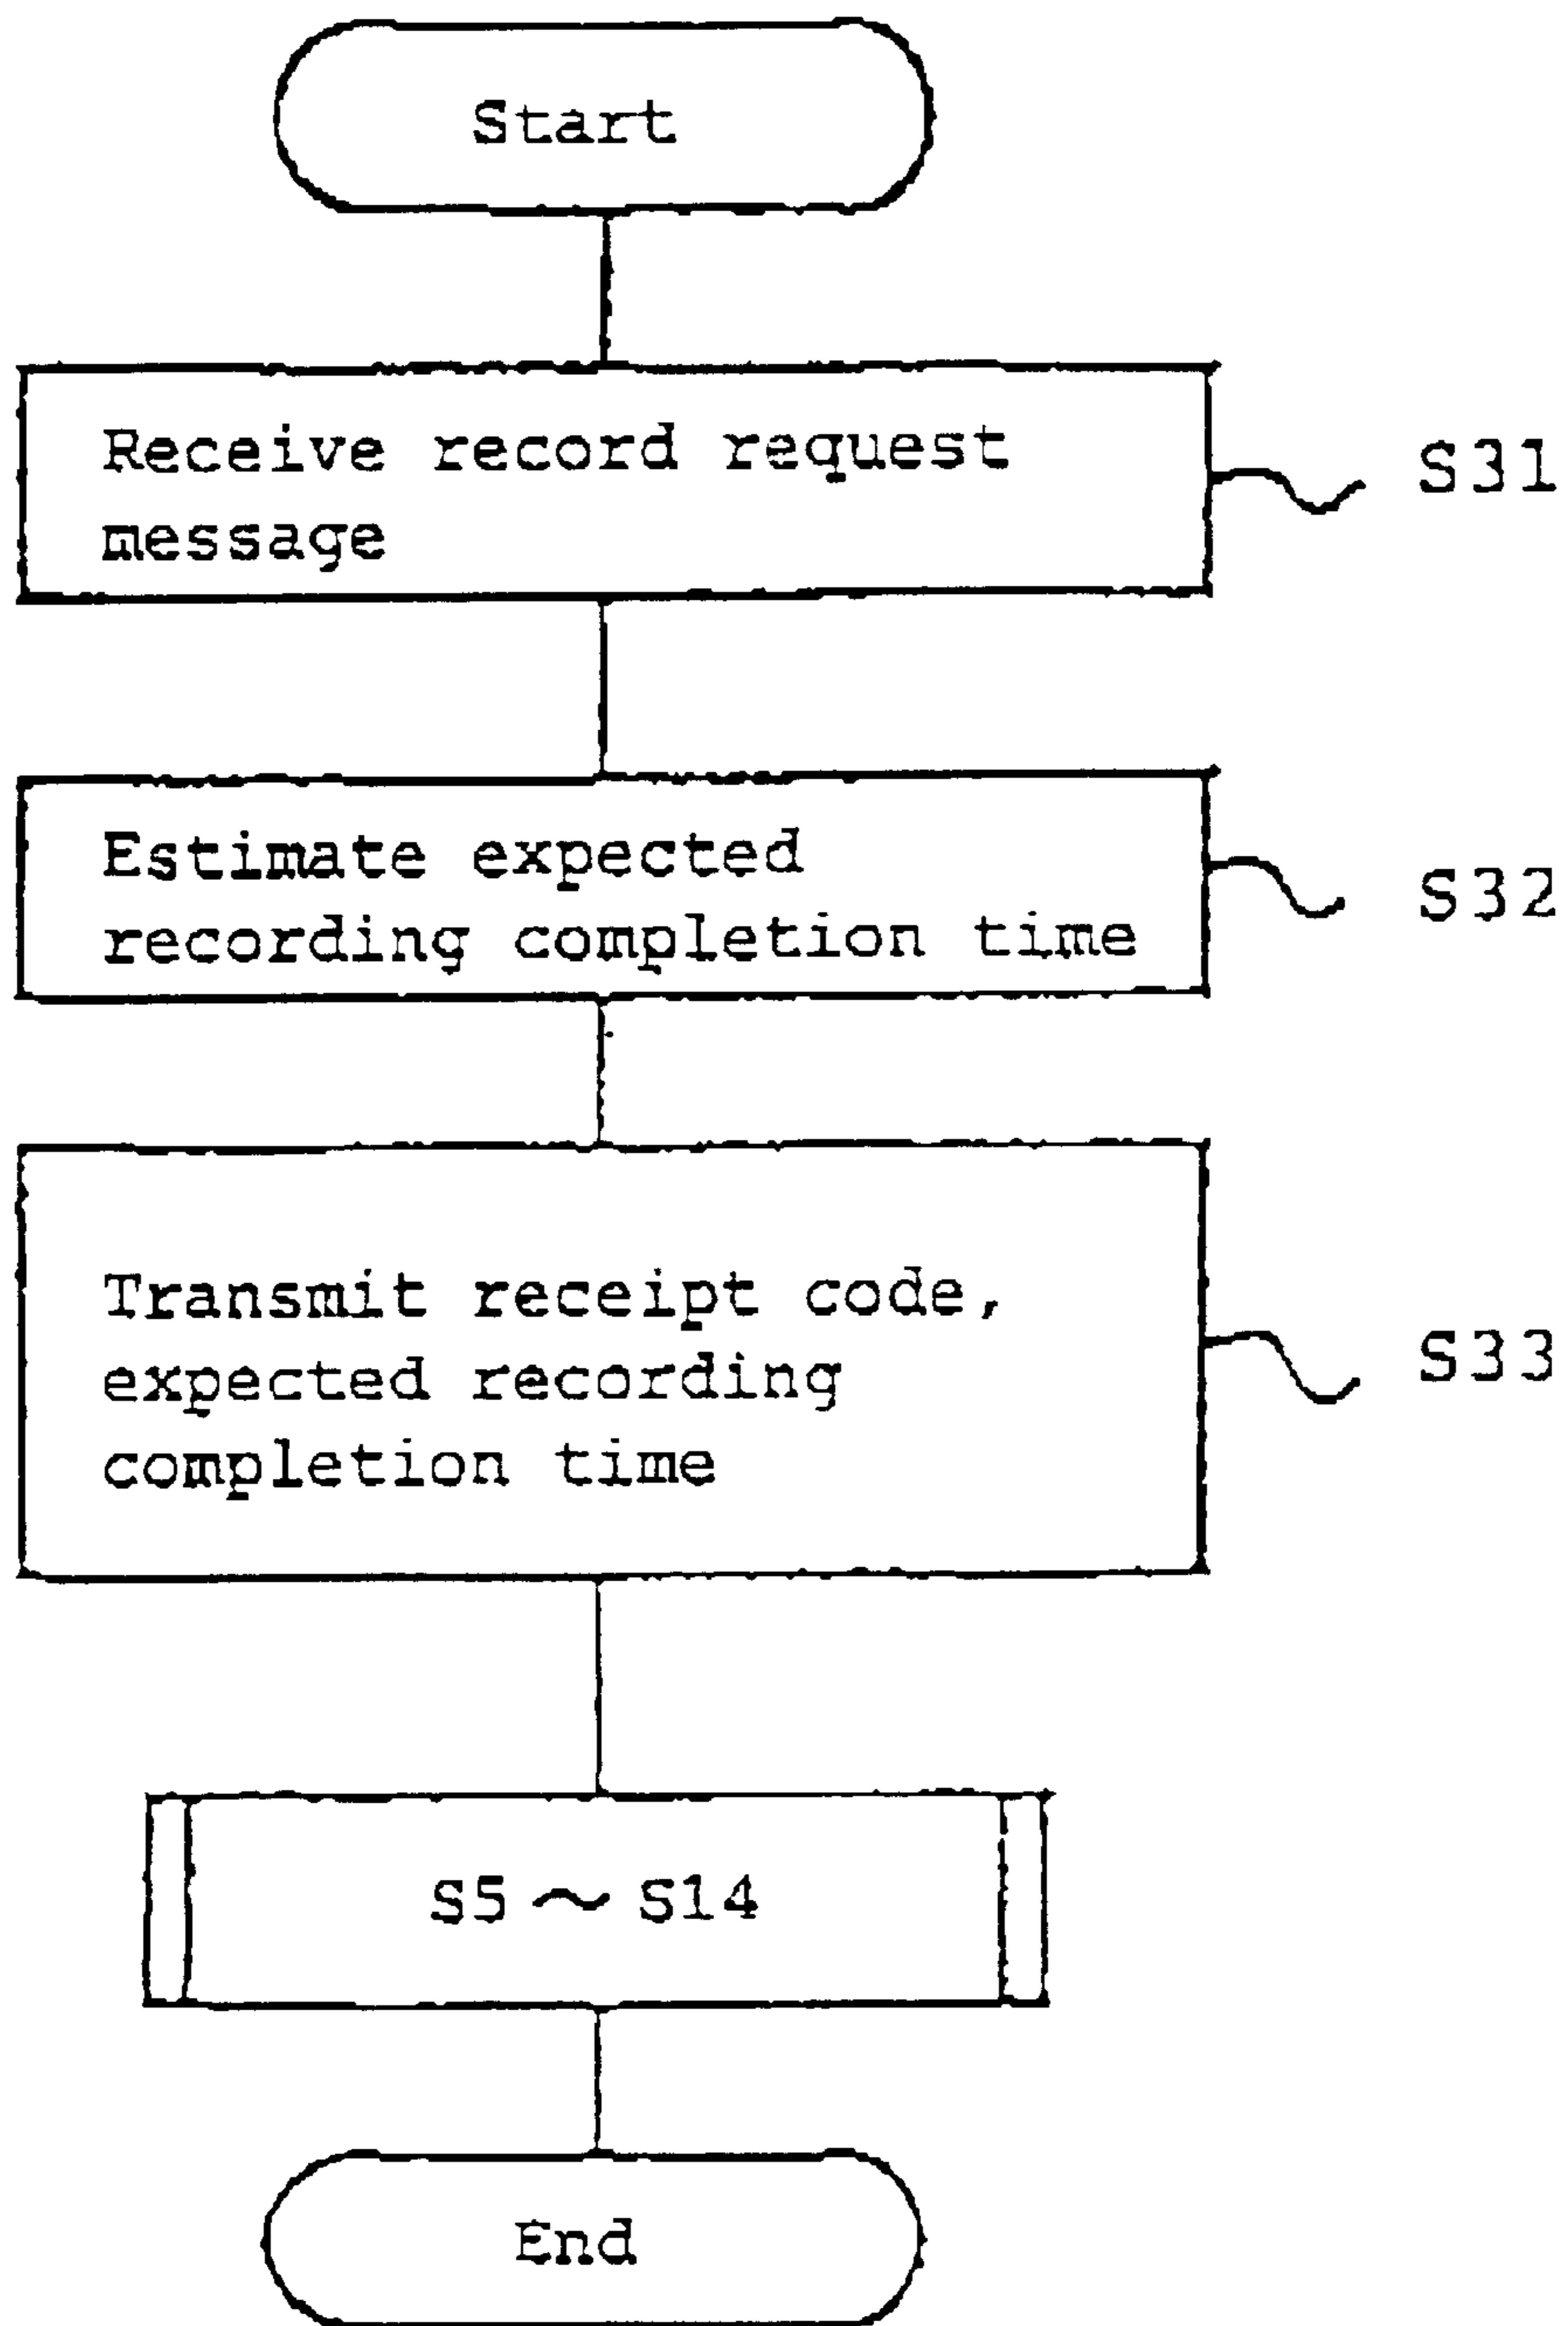 Start
Receive record request
message
S31
Estimate expected
recording completion time
S32
Transmit receipt code,
expected recording
completion time
S33
S5～S14
End